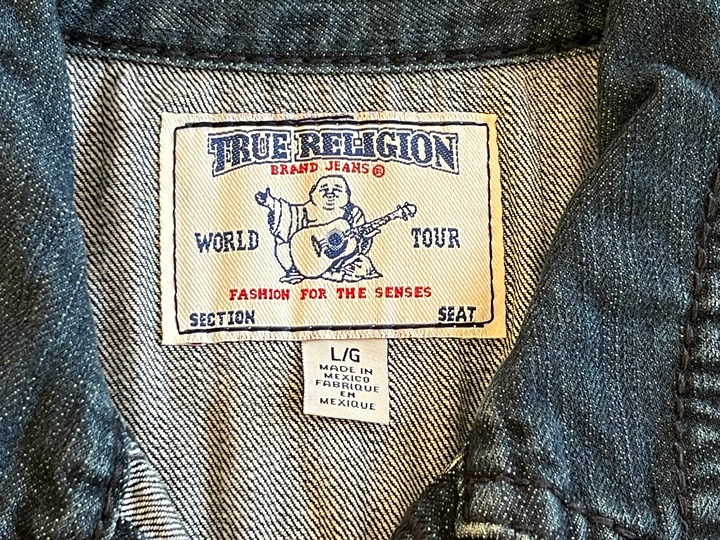 TRUE RELIGION
BRAND JEANS®
WORLD TOUR
FASHION FOR THE SENSES
SECTION SEAT
L/G
MADE IN
MEXICO
FABRIQUE
EN
MEXIQUE